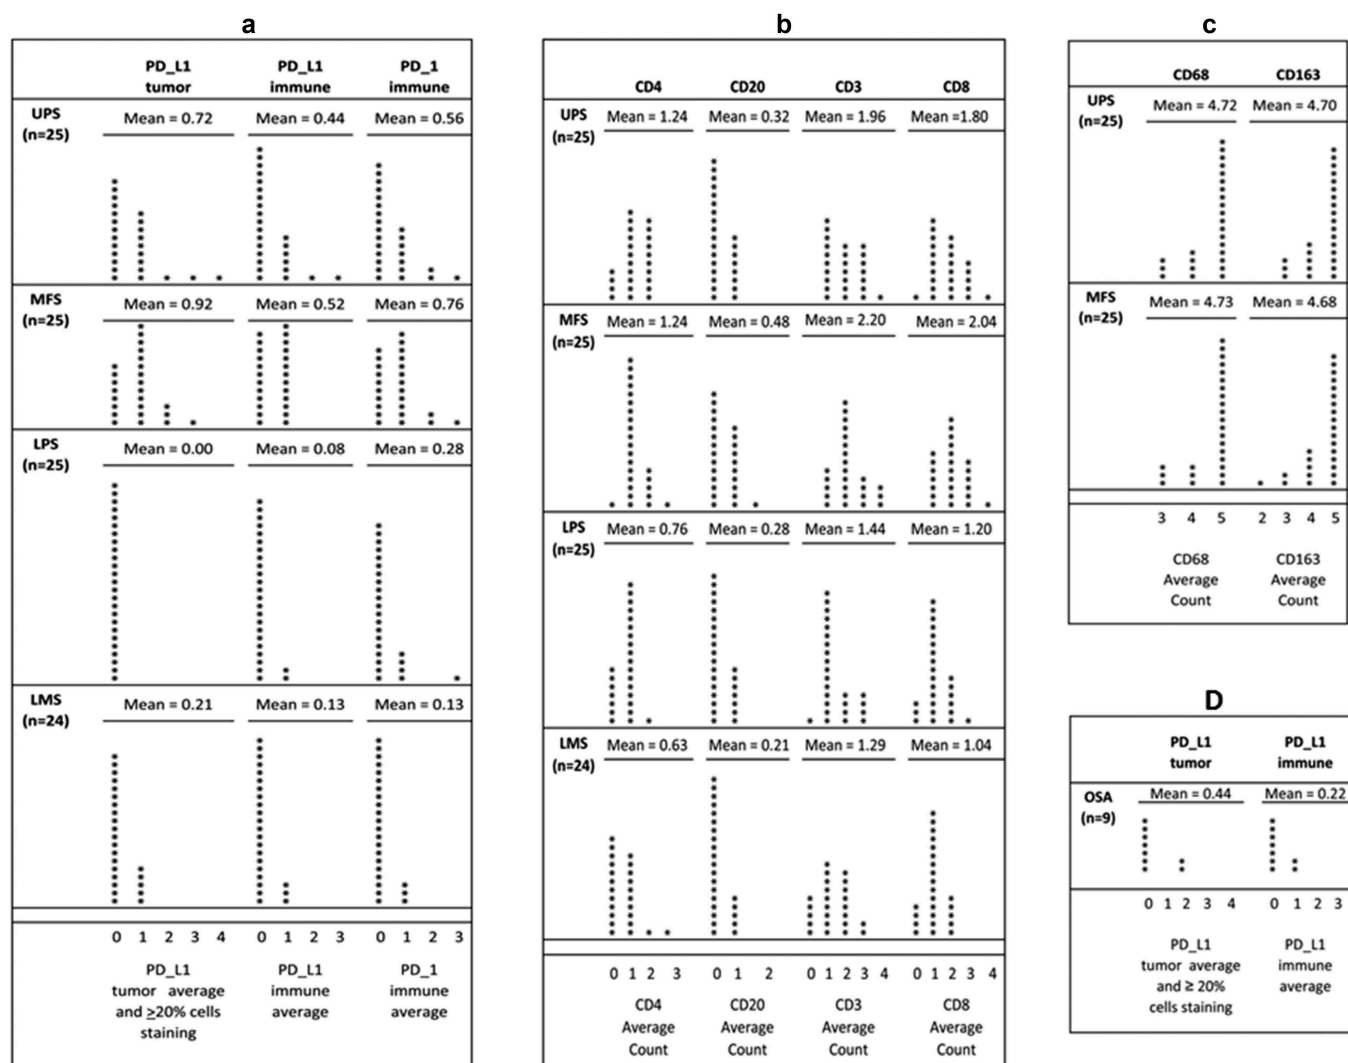 a
PD_L1 PD_L1 PD_1
tumor immune immune
UPS Mean = 0.72 Mean = 0.44 Mean = 0.56
(n=25)
MFS Mean = 0.92 Mean = 0.52 Mean = 0.76
(n=25)
LPS Mean = 0.00 Mean = 0.08 Mean = 0.28
(n=25)
LMS Mean = 0.21 Mean = 0.13 Mean = 0.13
(n=24)
0 1 2 3 4 0 1 2 3 0 1 2 3
PD_L1 PD_L1 PD_1
tumor average immune immune
and ≥20% cells average average
staining
b
CD4 CD20 CD3 CD8
UPS Mean = 1.24 Mean = 0.32 Mean = 1.96 Mean =1.80
(n=25)
MFS Mean = 1.24 Mean = 0.48 Mean = 2.20 Mean = 2.04
(n=25)
LPS Mean = 0.76 Mean = 0.28 Mean = 1.44 Mean = 1.20
(n=25)
LMS Mean = 0.63 Mean = 0.21 Mean = 1.29 Mean = 1.04
(n=24)
0 1 2 3 0 1 2 0 1 2 3 4 0 1 2 3 4
CD4 CD20 CD3 CD8
Average Average Average Average
Count Count Count Count
c
CD68 CD163
UPS Mean = 4.72 Mean = 4.70
(n=25)
MFS Mean = 4.73 Mean = 4.68
(n=25)
3 4 5 2 3 4 5
CD68 CD163
Average Average
Count Count
D
PD_L1 PD_L1
tumor immune
OSA Mean = 0.44 Mean = 0.22
(n=9)
0 1 2 3 4 0 1 2 3
PD_L1 PD_L1
tumor average immune
and ≥ 20% average
cells staining